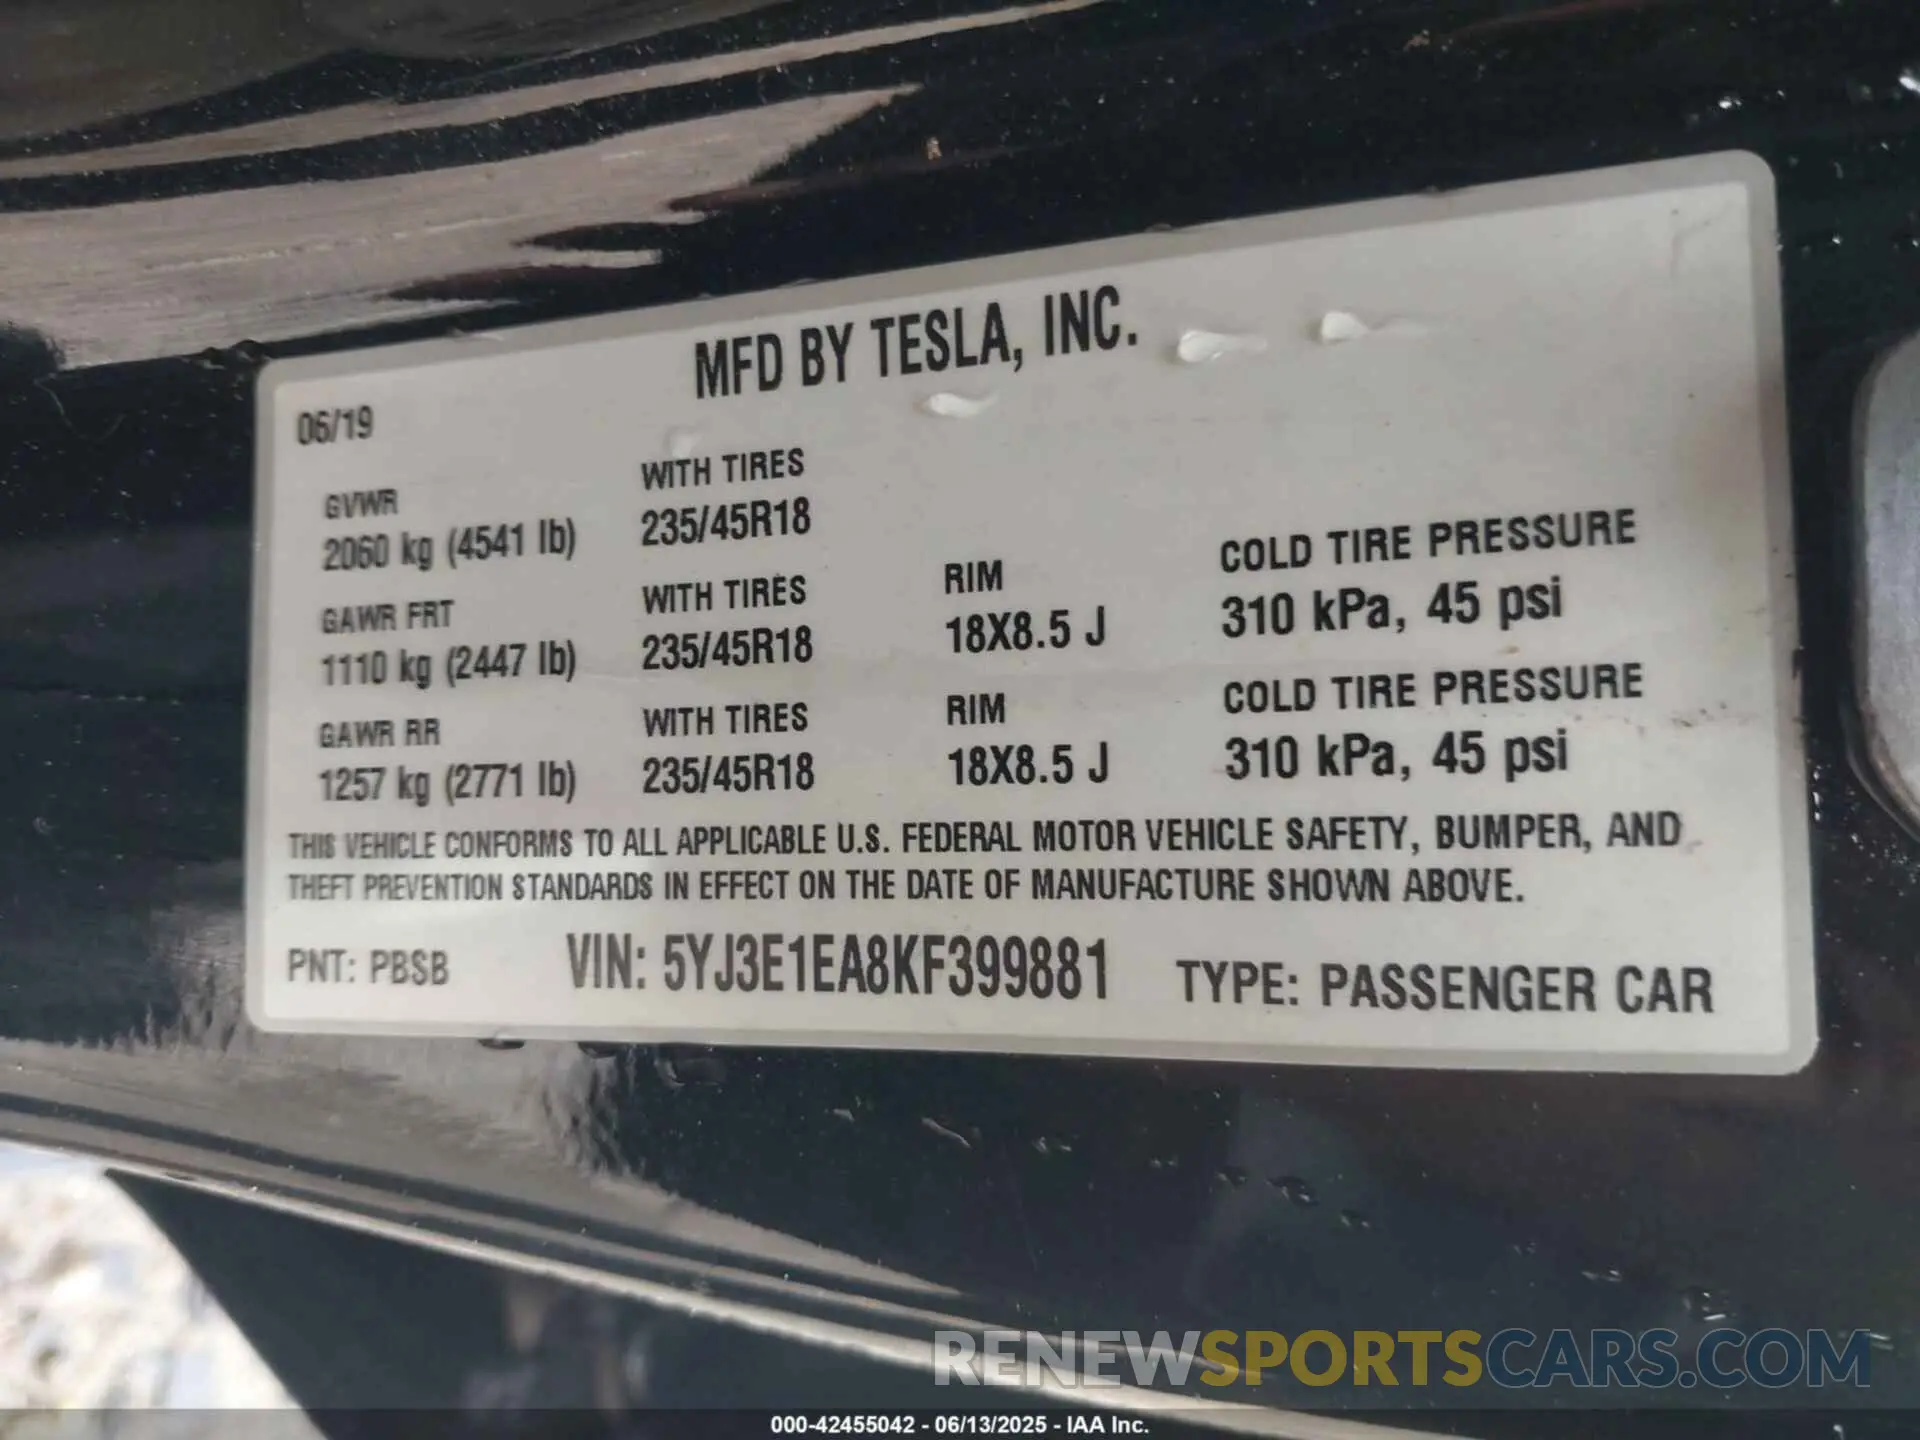 MFD BY TESLA, INC.
06/19
GVWR WITH TIRES
2060 kg (4541 lb) 235/45R18
GAWR FRT WITH TIRES RIM COLD TIRE PRESSURE
1110 kg (2447 lb) 235/45R18 18X8.5 J 310 kPa, 45 psi
GAWR RR WITH TIRES RIM COLD TIRE PRESSURE
1257 kg (2771 lb) 235/45R18 18X8.5 J 310 kPa, 45 psi
THIS VEHICLE CONFORMS TO ALL APPLICABLE U.S. FEDERAL MOTOR VEHICLE SAFETY, BUMPER, AND
THEFT PREVENTION STANDARDS IN EFFECT ON THE DATE OF MANUFACTURE SHOWN ABOVE.
PNT: PBSB VIN: 5YJ3E1EA8KF399881 TYPE: PASSENGER CAR
RENEWSPORTSCARS.COM
000-42455042 - 06/13/2025 - IAA Inc.